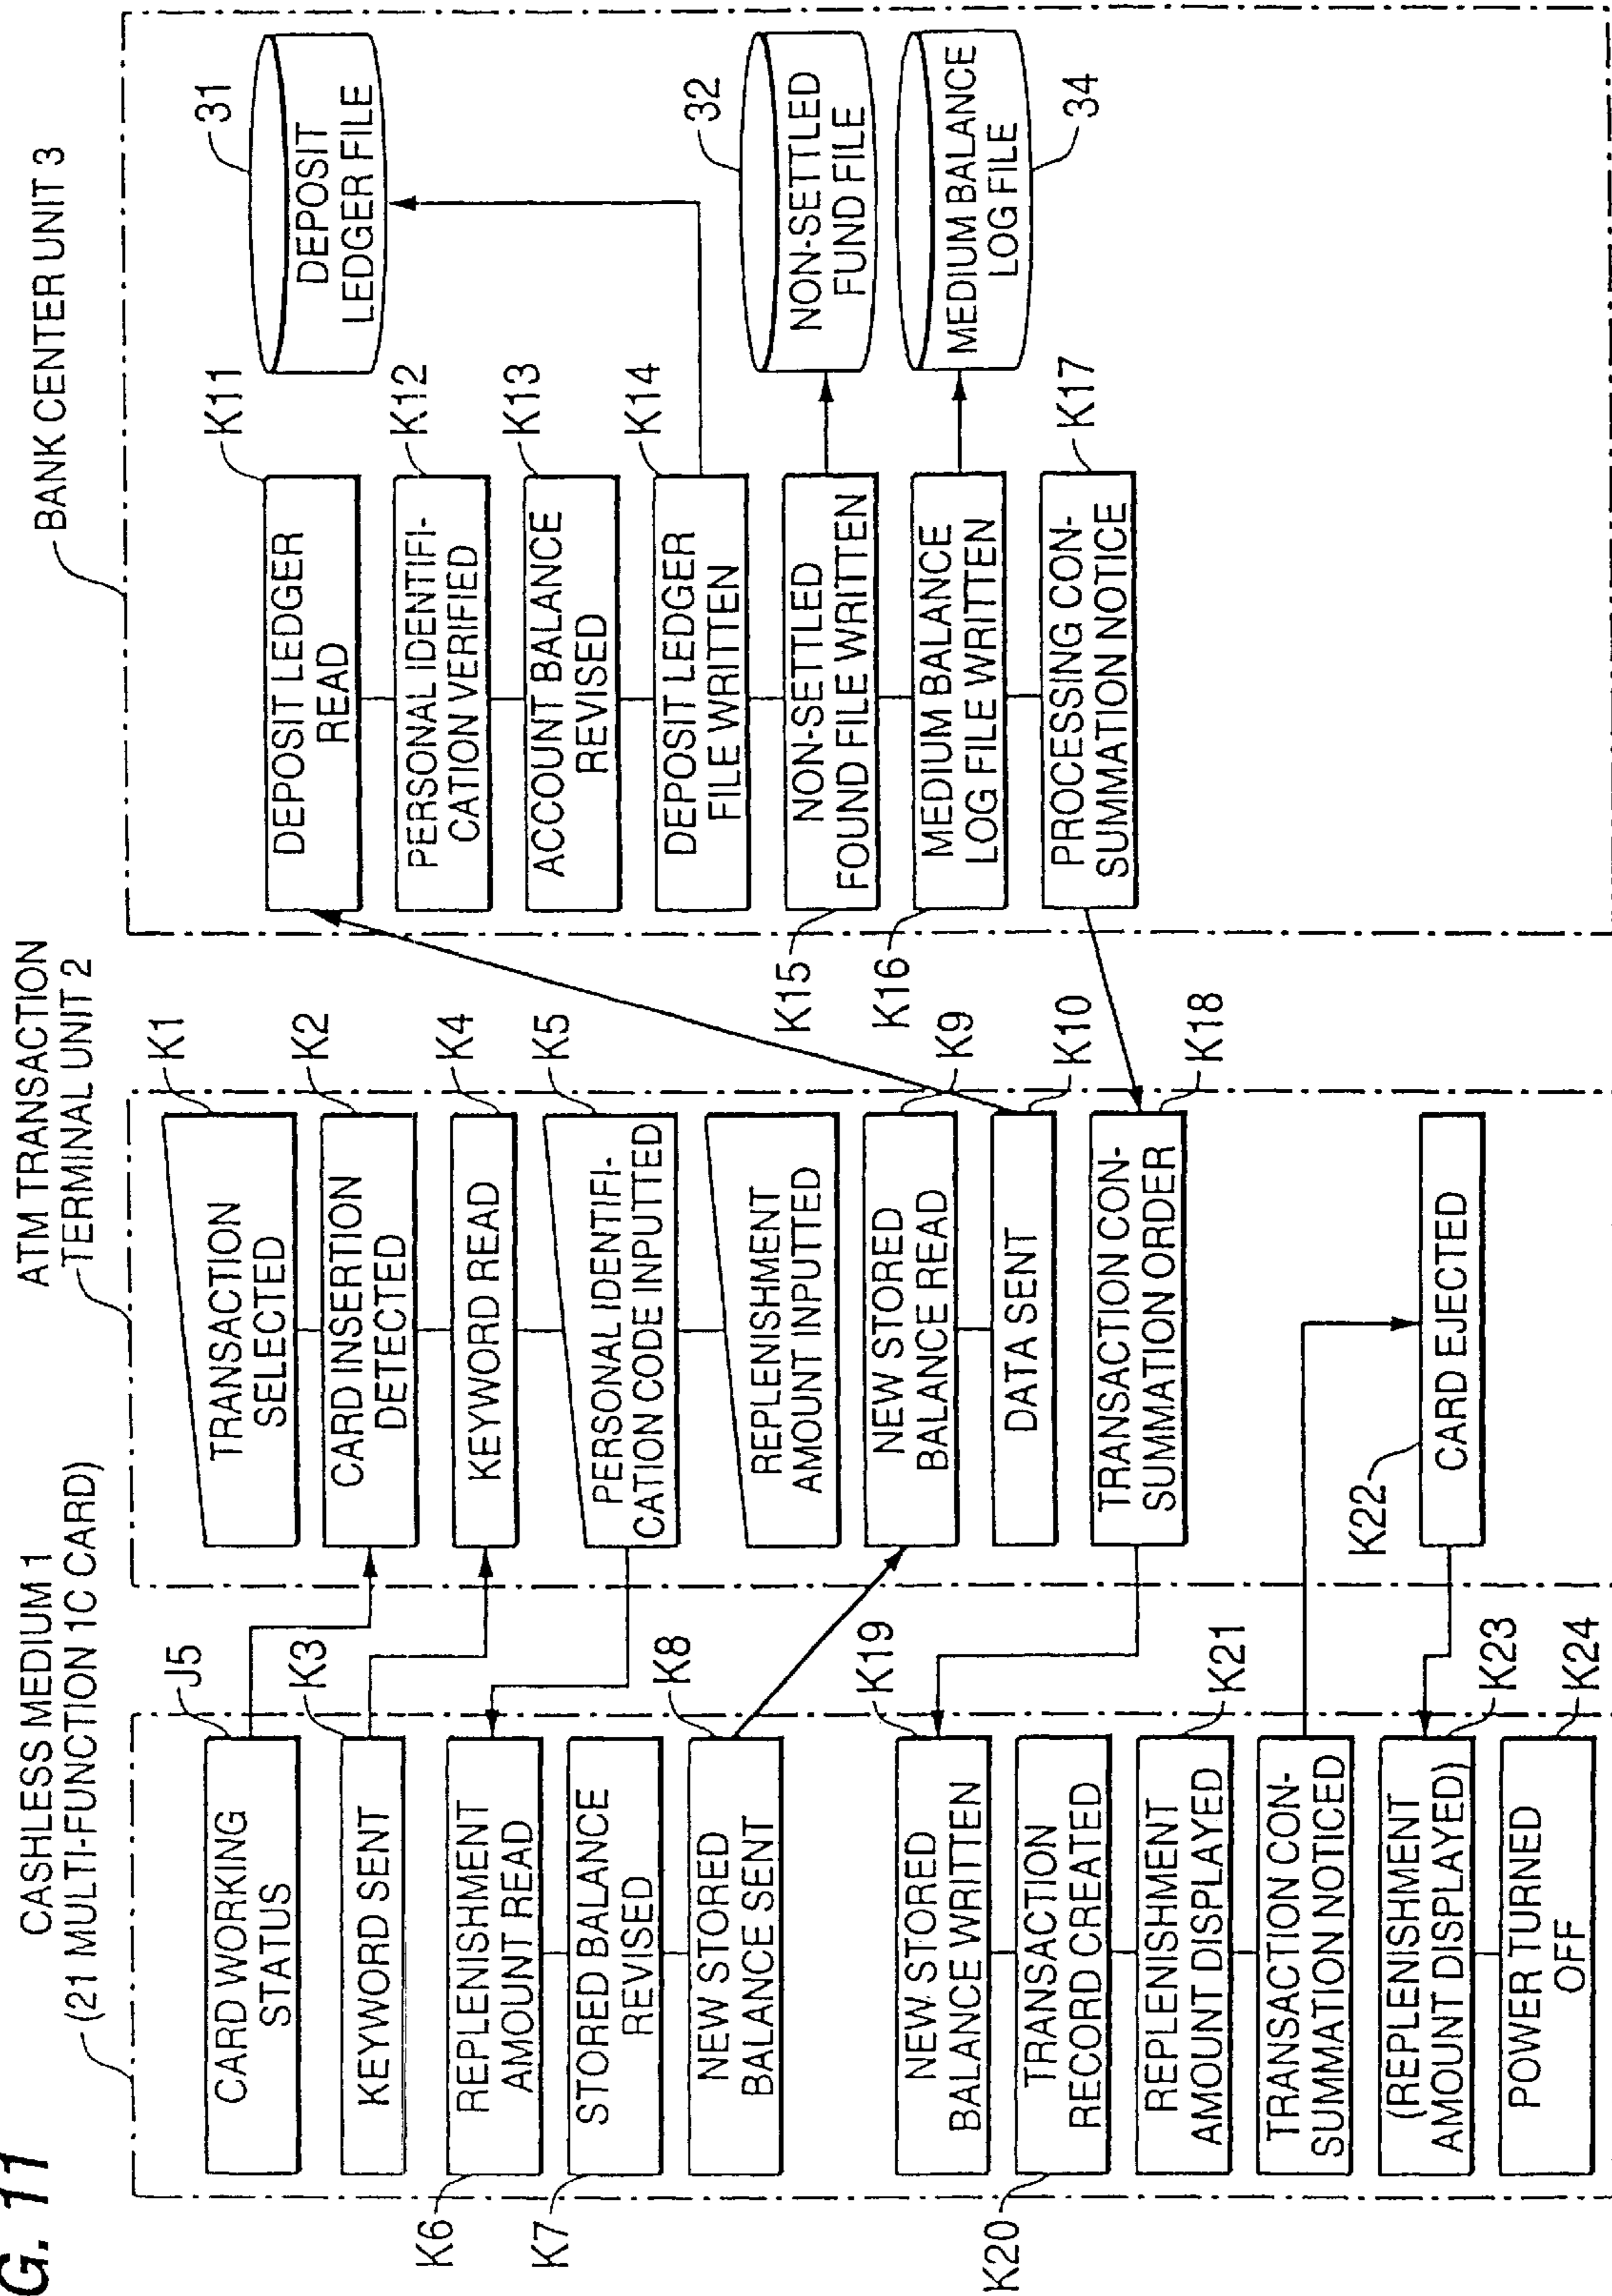 G. 11
CASHLESS MEDIUM 1
(21 MULTI-FUNCTION 1C CARD)
J5
CARD WORKING
STATUS
K3
KEYWORD SENT
K6
REPLENISHMENT
AMOUNT READ
K7
STORED BALANCE
REVISED
K8
NEW STORED
BALANCE SENT
K19
NEW STORED
BALANCE WRITTEN
K20
TRANSACTION
RECORD CREATED
K21
REPLENISHMENT
AMOUNT DISPLAYED
TRANSACTION CON-
SUMMATION NOTICED
K23
(REPLENISHMENT
AMOUNT DISPLAYED)
K24
POWER TURNED
OFF
ATM TRANSACTION
TERMINAL UNIT 2
K1
TRANSACTION
SELECTED
K2
CARD INSERTION
DETECTED
K4
KEYWORD READ
K5
PERSONAL IDENTIFI-
CATION CODE INPUTTED
REPLENISHMENT
AMOUNT INPUTTED
K9
NEW STORED
BALANCE READ
K10
DATA SENT
K18
TRANSACTION CON-
SUMMATION ORDER
K22
CARD EJECTED
BANK CENTER UNIT 3
K11
DEPOSIT LEDGER
READ
K12
PERSONAL IDENTIFI-
CATION VERIFIED
K13
ACCOUNT BALANCE
REVISED
K14
DEPOSIT LEDGER
FILE WRITTEN
K15
NON-SETTLED
FOUND FILE WRITTEN
K16
MEDIUM BALANCE
LOG FILE WRITTEN
K17
PROCESSING CON-
SUMMATION NOTICE
31
DEPOSIT
LEDGER FILE
32
NON-SETTLED
FUND FILE
34
MEDIUM BALANCE
LOG FILE